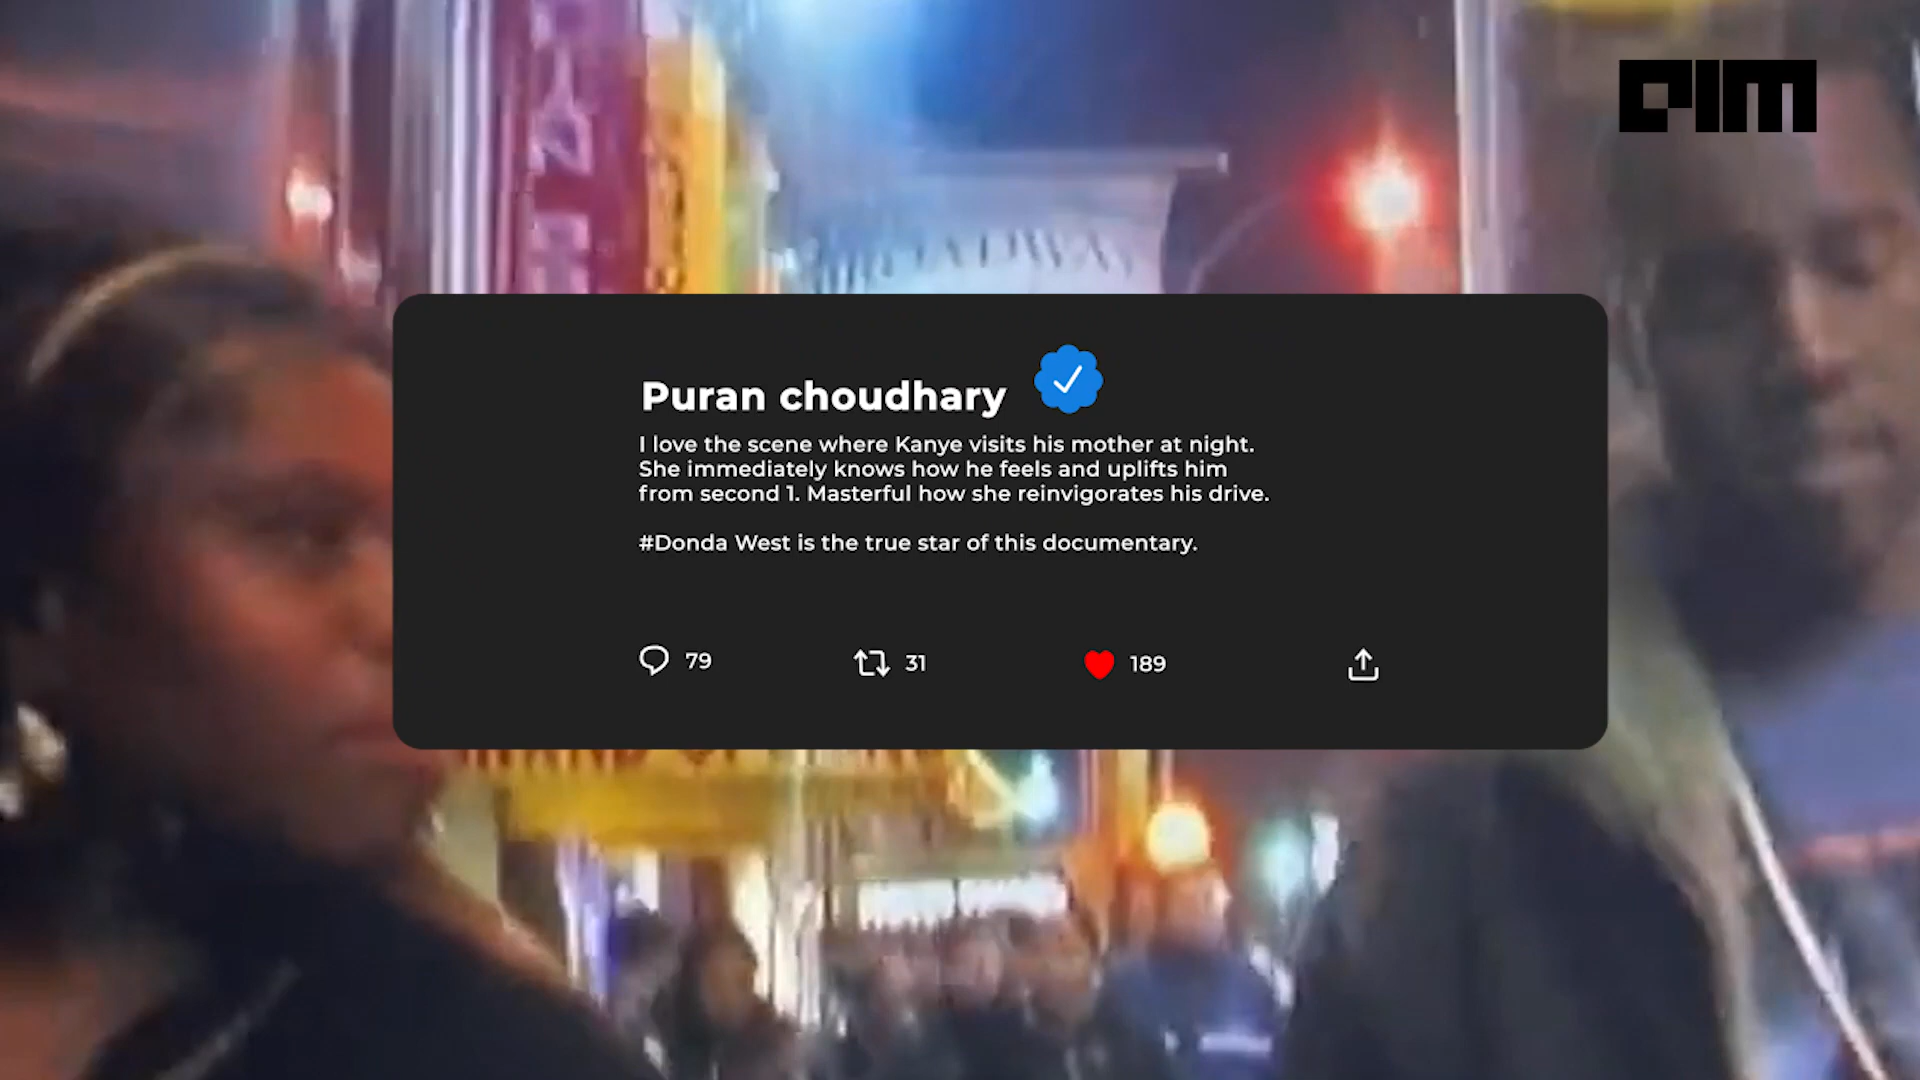 AIM
BROADWAY
Puran choudhary
I love the scene where Kanye visits his mother at night.
She immediately knows how he feels and uplifts him
from second 1. Masterful how she reinvigorates his drive.
#Donda West is the true star of this documentary.
79
31
189